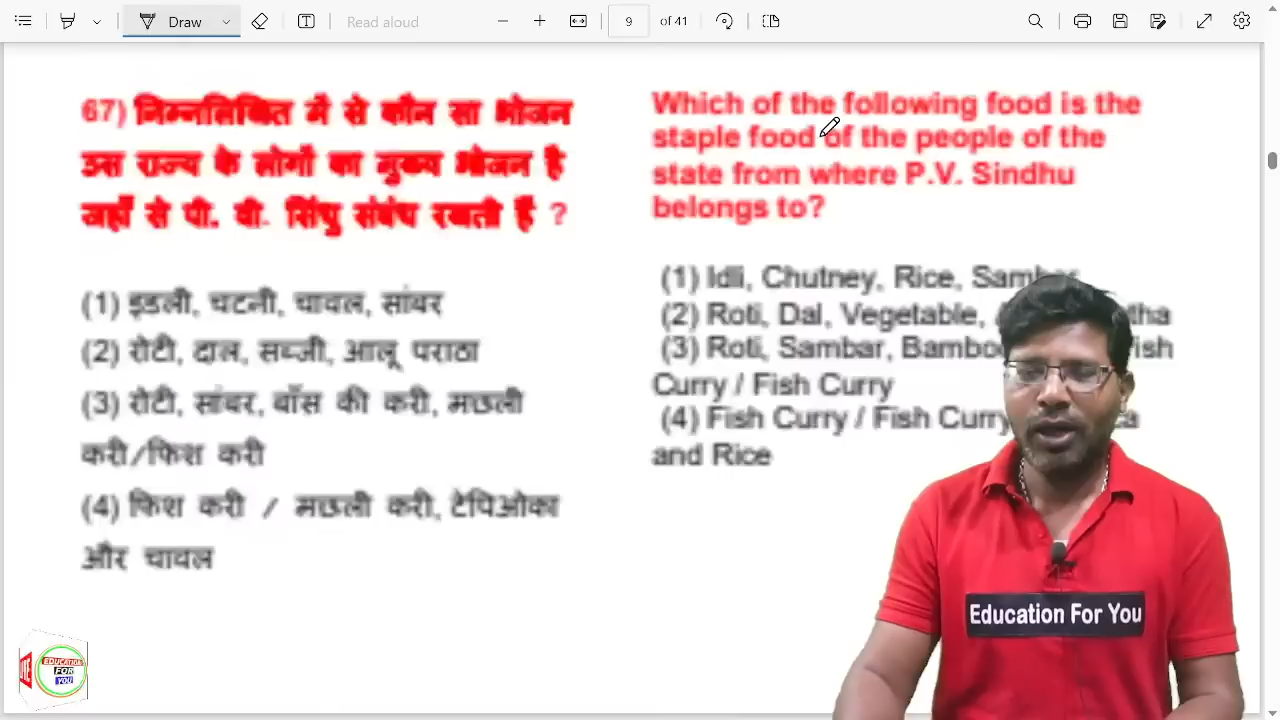 Draw
Read aloud
9
of 41
67) निम्नलिखित में से कौन सा भोजन
उस राज्य के लोगों का मुख्य भोजन है
जहाँ से पी. वी. सिंधु संबंध रखती हैं ?
(1) इडली, चटनी, चावल, सांबर
(2) रोटी, दाल, सब्जी, आलू पराठा
(3) रोटी, सांबर, बाँस की करी, मछली
करी/फिश करी
(4) फिश करी / मछली करी, टेपिओका
और चावल
Which of the following food is the
staple food of the people of the
state from where P.V. Sindhu
belongs to?
(1) Idli, Chutney, Rice, Sambar
(2) Roti, Dal, Vegetable,
(3) Roti, Sambar,
Curry / Fish Curry
(4) Fish Curry / Fish Curry
and Rice
Education For You
EDUCATION
FOR
YOU